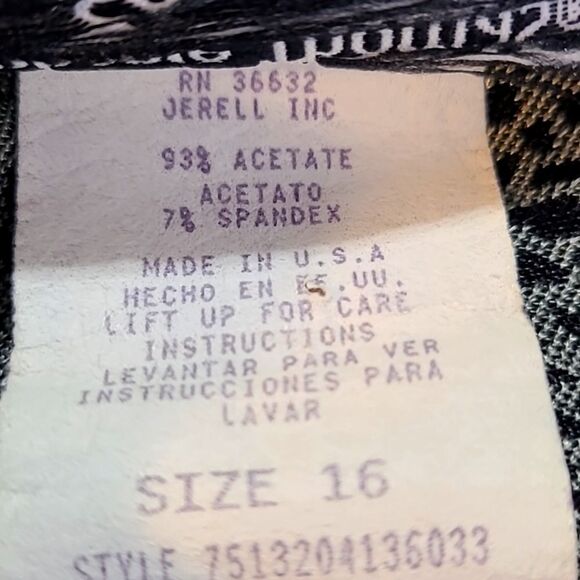 RN 36632
JERELL INC
93% ACETATE
ACETATO
7% SPANDEX
MADE IN U.S.A
HECHO EN EE.UU.
LIFT UP FOR CARE
INSTRUCTIONS
LEVANTAR PARA VER
INSTRUCCIONES PARA
LAVAR
SIZE 16
STYLE 7513204136033